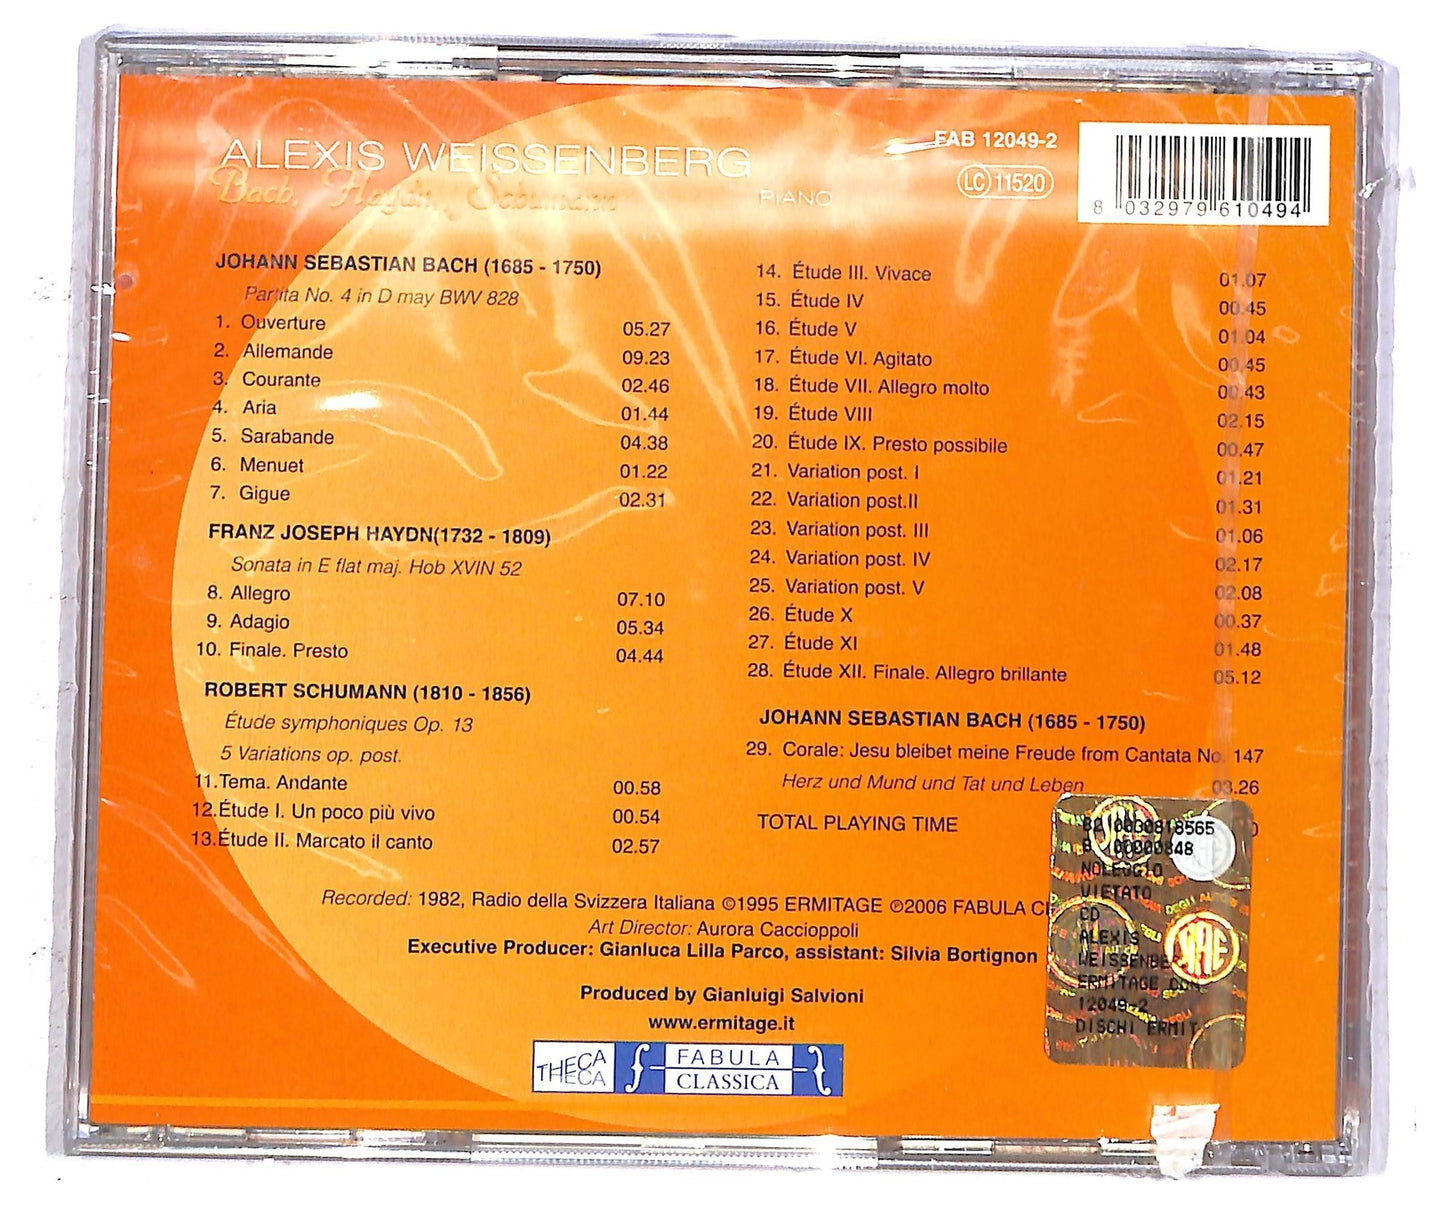 ALEXIS WEISSENBERG
Bach, Haydn, Schumann
PIANO
FAB 12049-2
LC 11520
8 032979 610494
JOHANN SEBASTIAN BACH (1685 - 1750)
Partita No. 4 in D may BWV 828
1. Ouverture 05.27
2. Allemande 09.23
3. Courante 02.46
4. Aria 01.44
5. Sarabande 04.38
6. Menuet 01.22
7. Gigue 02.31
FRANZ JOSEPH HAYDN(1732 - 1809)
Sonata in E flat maj. Hob XVIN 52
8. Allegro 07.10
9. Adagio 05.34
10. Finale. Presto 04.44
ROBERT SCHUMANN (1810 - 1856)
Étude symphoniques Op. 13
5 Variations op. post.
11.Tema. Andante 00.58
12.Étude I. Un poco più vivo 00.54
13.Étude II. Marcato il canto 02.57
14. Étude III. Vivace 01.07
15. Étude IV 00.45
16. Étude V 01.04
17. Étude VI. Agitato 00.45
18. Étude VII. Allegro molto 00.43
19. Étude VIII 02.15
20. Étude IX. Presto possibile 00.47
21. Variation post. I 01.21
22. Variation post.II 01.31
23. Variation post. III 01.06
24. Variation post. IV 02.17
25. Variation post. V 02.08
26. Étude X 00.37
27. Étude XI 01.48
28. Étude XII. Finale. Allegro brillante 05.12
JOHANN SEBASTIAN BACH (1685 - 1750)
29. Corale: Jesu bleibet meine Freude from Cantata No. 147
Herz und Mund und Tat und Leben 03.26
TOTAL PLAYING TIME
Recorded: 1982, Radio della Svizzera Italiana ©1995 ERMITAGE ℗2006 FABULA
Art Director: Aurora Caccioppoli
Executive Producer: Gianluca Lilla Parco, assistant: Silvia Bortignon
Produced by Gianluigi Salvioni
www.ermitage.it
THECA
THECA
FABULA
CLASSICA
NOLEGGIO
VIETATO
CD
ALEXIS
WEISSENBE
ERMITAGE CON
12049-2
DISCHI ERMIT
SIAE